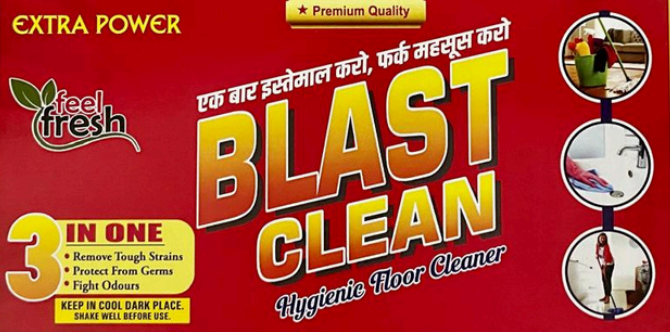 EXTRA POWER
★ Premium Quality
feel
fresh
एक बार इस्तेमाल करो, फर्क महसूस करो
BLAST
CLEAN
Hygienic Floor Cleaner
3 IN ONE
• Remove Tough Strains
• Protect From Germs
• Fight Odours
KEEP IN COOL DARK PLACE.
SHAKE WELL BEFORE USE.